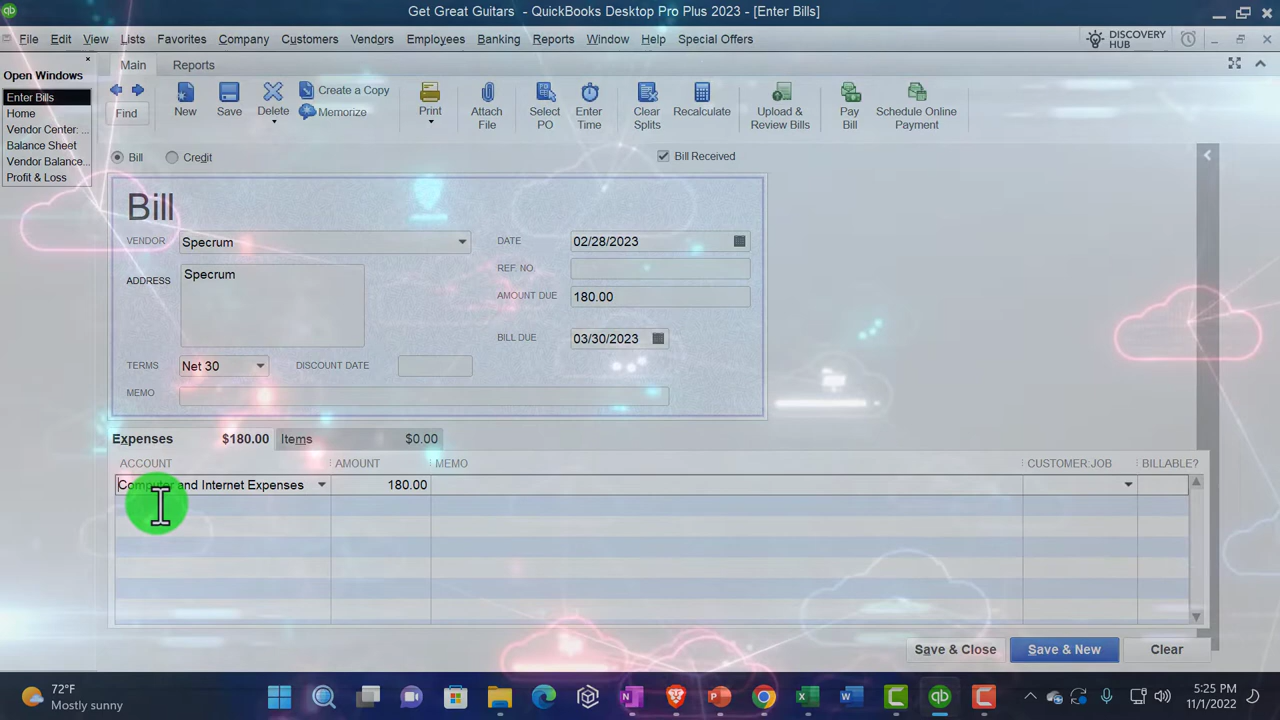 Get Great Guitars - QuickBooks Desktop Pro Plus 2023 - [Enter Bills]
File Edit View Lists Favorites Company Customers Vendors Employees Banking Reports Window Help Special Offers
DISCOVERY HUB
Open Windows
Enter Bills
Home
Vendor Center: ...
Balance Sheet
Vendor Balance...
Profit & Loss
Main Reports
Find
New
Save
Delete
Create a Copy
Memorize
Print
Attach File
Select PO
Enter Time
Clear Splits
Recalculate
Upload & Review Bills
Pay Bill
Schedule Online Payment
Bill Credit Bill Received
Bill
VENDOR Specrum DATE 02/28/2023
REF. NO.
ADDRESS Specrum
AMOUNT DUE 180.00
BILL DUE 03/30/2023
TERMS Net 30 DISCOUNT DATE
MEMO
Expenses $180.00 Items $0.00
ACCOUNT AMOUNT MEMO CUSTOMER:JOB BILLABLE?
Computer and Internet Expenses 180.00
Save & Close Save & New Clear
72°F
Mostly sunny
5:25 PM
11/1/2022